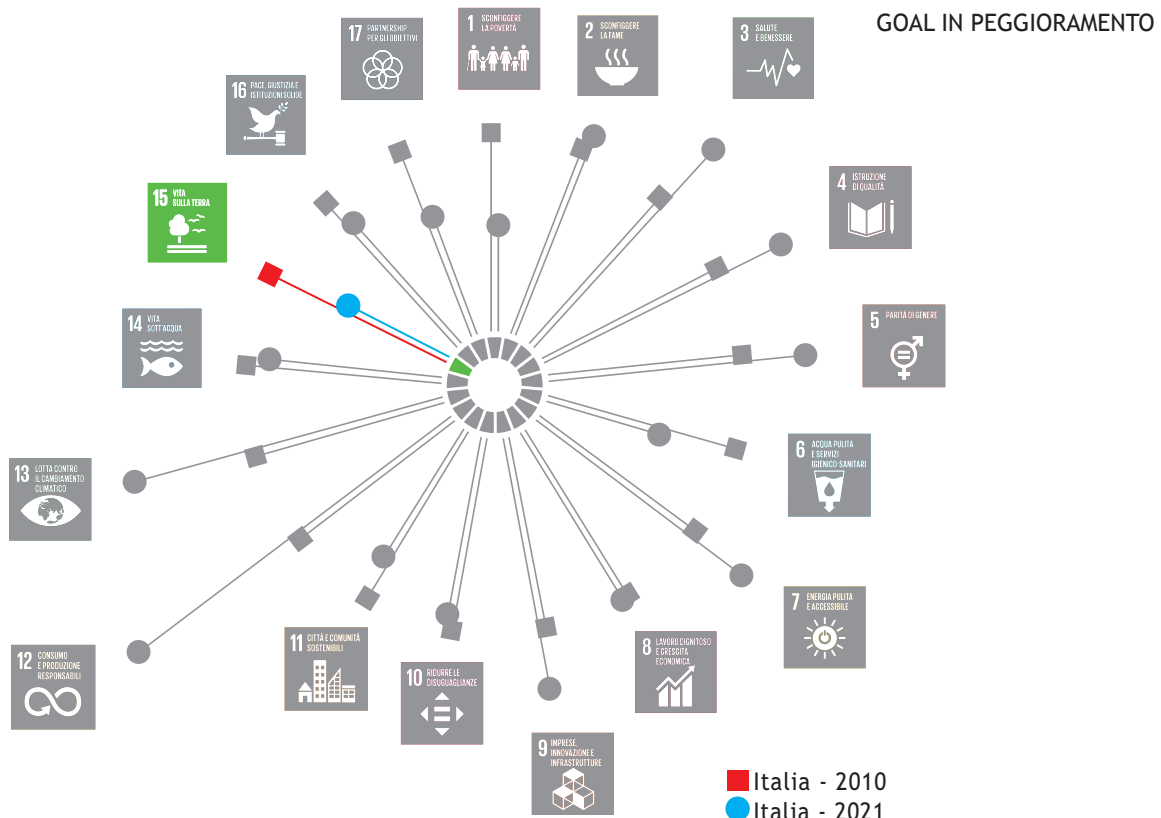 GOAL IN PEGGIORAMENTO
1 SCONFIGGERE
LA POVERTÀ
2 SCONFIGGERE
LA FAME
3 SALUTE
E BENESSERE
4 ISTRUZIONE
DI QUALITÀ
5 PARITÀ DI GENERE
6 ACQUA PULITA
E SERVIZI
IGIENICO-SANITARI
7 ENERGIA PULITA
E ACCESSIBILE
8 LAVORO DIGNITOSO
E CRESCITA
ECONOMICA
9 IMPRESE,
INNOVAZIONE E
INFRASTRUTTURE
10 RIDURRE LE
DISUGUAGLIANZE
11 CITTÀ E COMUNITÀ
SOSTENIBILI
12 CONSUMO
E PRODUZIONE
RESPONSABILI
13 LOTTA CONTRO
IL CAMBIAMENTO
CLIMATICO
14 VITA
SOTT'ACQUA
15 VITA
SULLA TERRA
16 PACE, GIUSTIZIA E
ISTITUZIONI SOLIDE
17 PARTNERSHIP
PER GLI OBIETTIVI
Italia - 2010
Italia - 2021